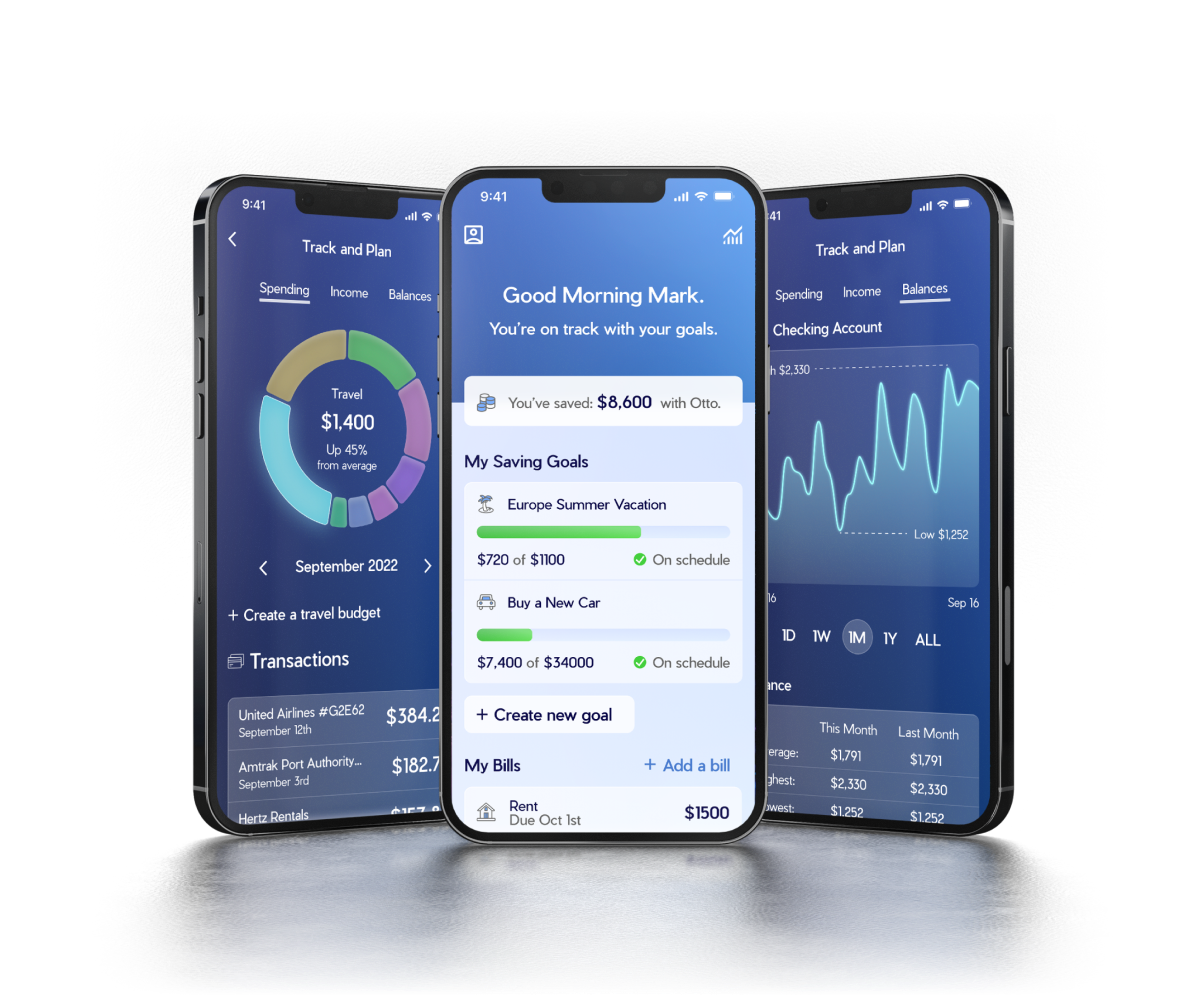 9:41
Track and Plan
Spending
Income
Balances
Travel
$1,400
Up 45%
from average
September 2022
+ Create a travel budget
Transactions
United Airlines #G2E62
$384.2
September 12th
Amtrak Port Authority...
$182.7
September 3rd
Hertz Rentals
9:41
Good Morning Mark.
You're on track with your goals.
You've saved: $8,600 with Otto.
My Saving Goals
Europe Summer Vacation
$720 of $1100
On schedule
Buy a New Car
$7,400 of $34000
On schedule
+ Create new goal
My Bills
+ Add a bill
Rent
$1500
Due Oct 1st
:41
Track and Plan
Spending
Income
Balances
Checking Account
h $2,330
Low $1,252
16
Sep 16
1D
1W
1M
1Y
ALL
ance
This Month
Last Month
erage:
$1,791
$1,791
ghest:
$2,330
$2,330
owest:
$1,252
$1,252